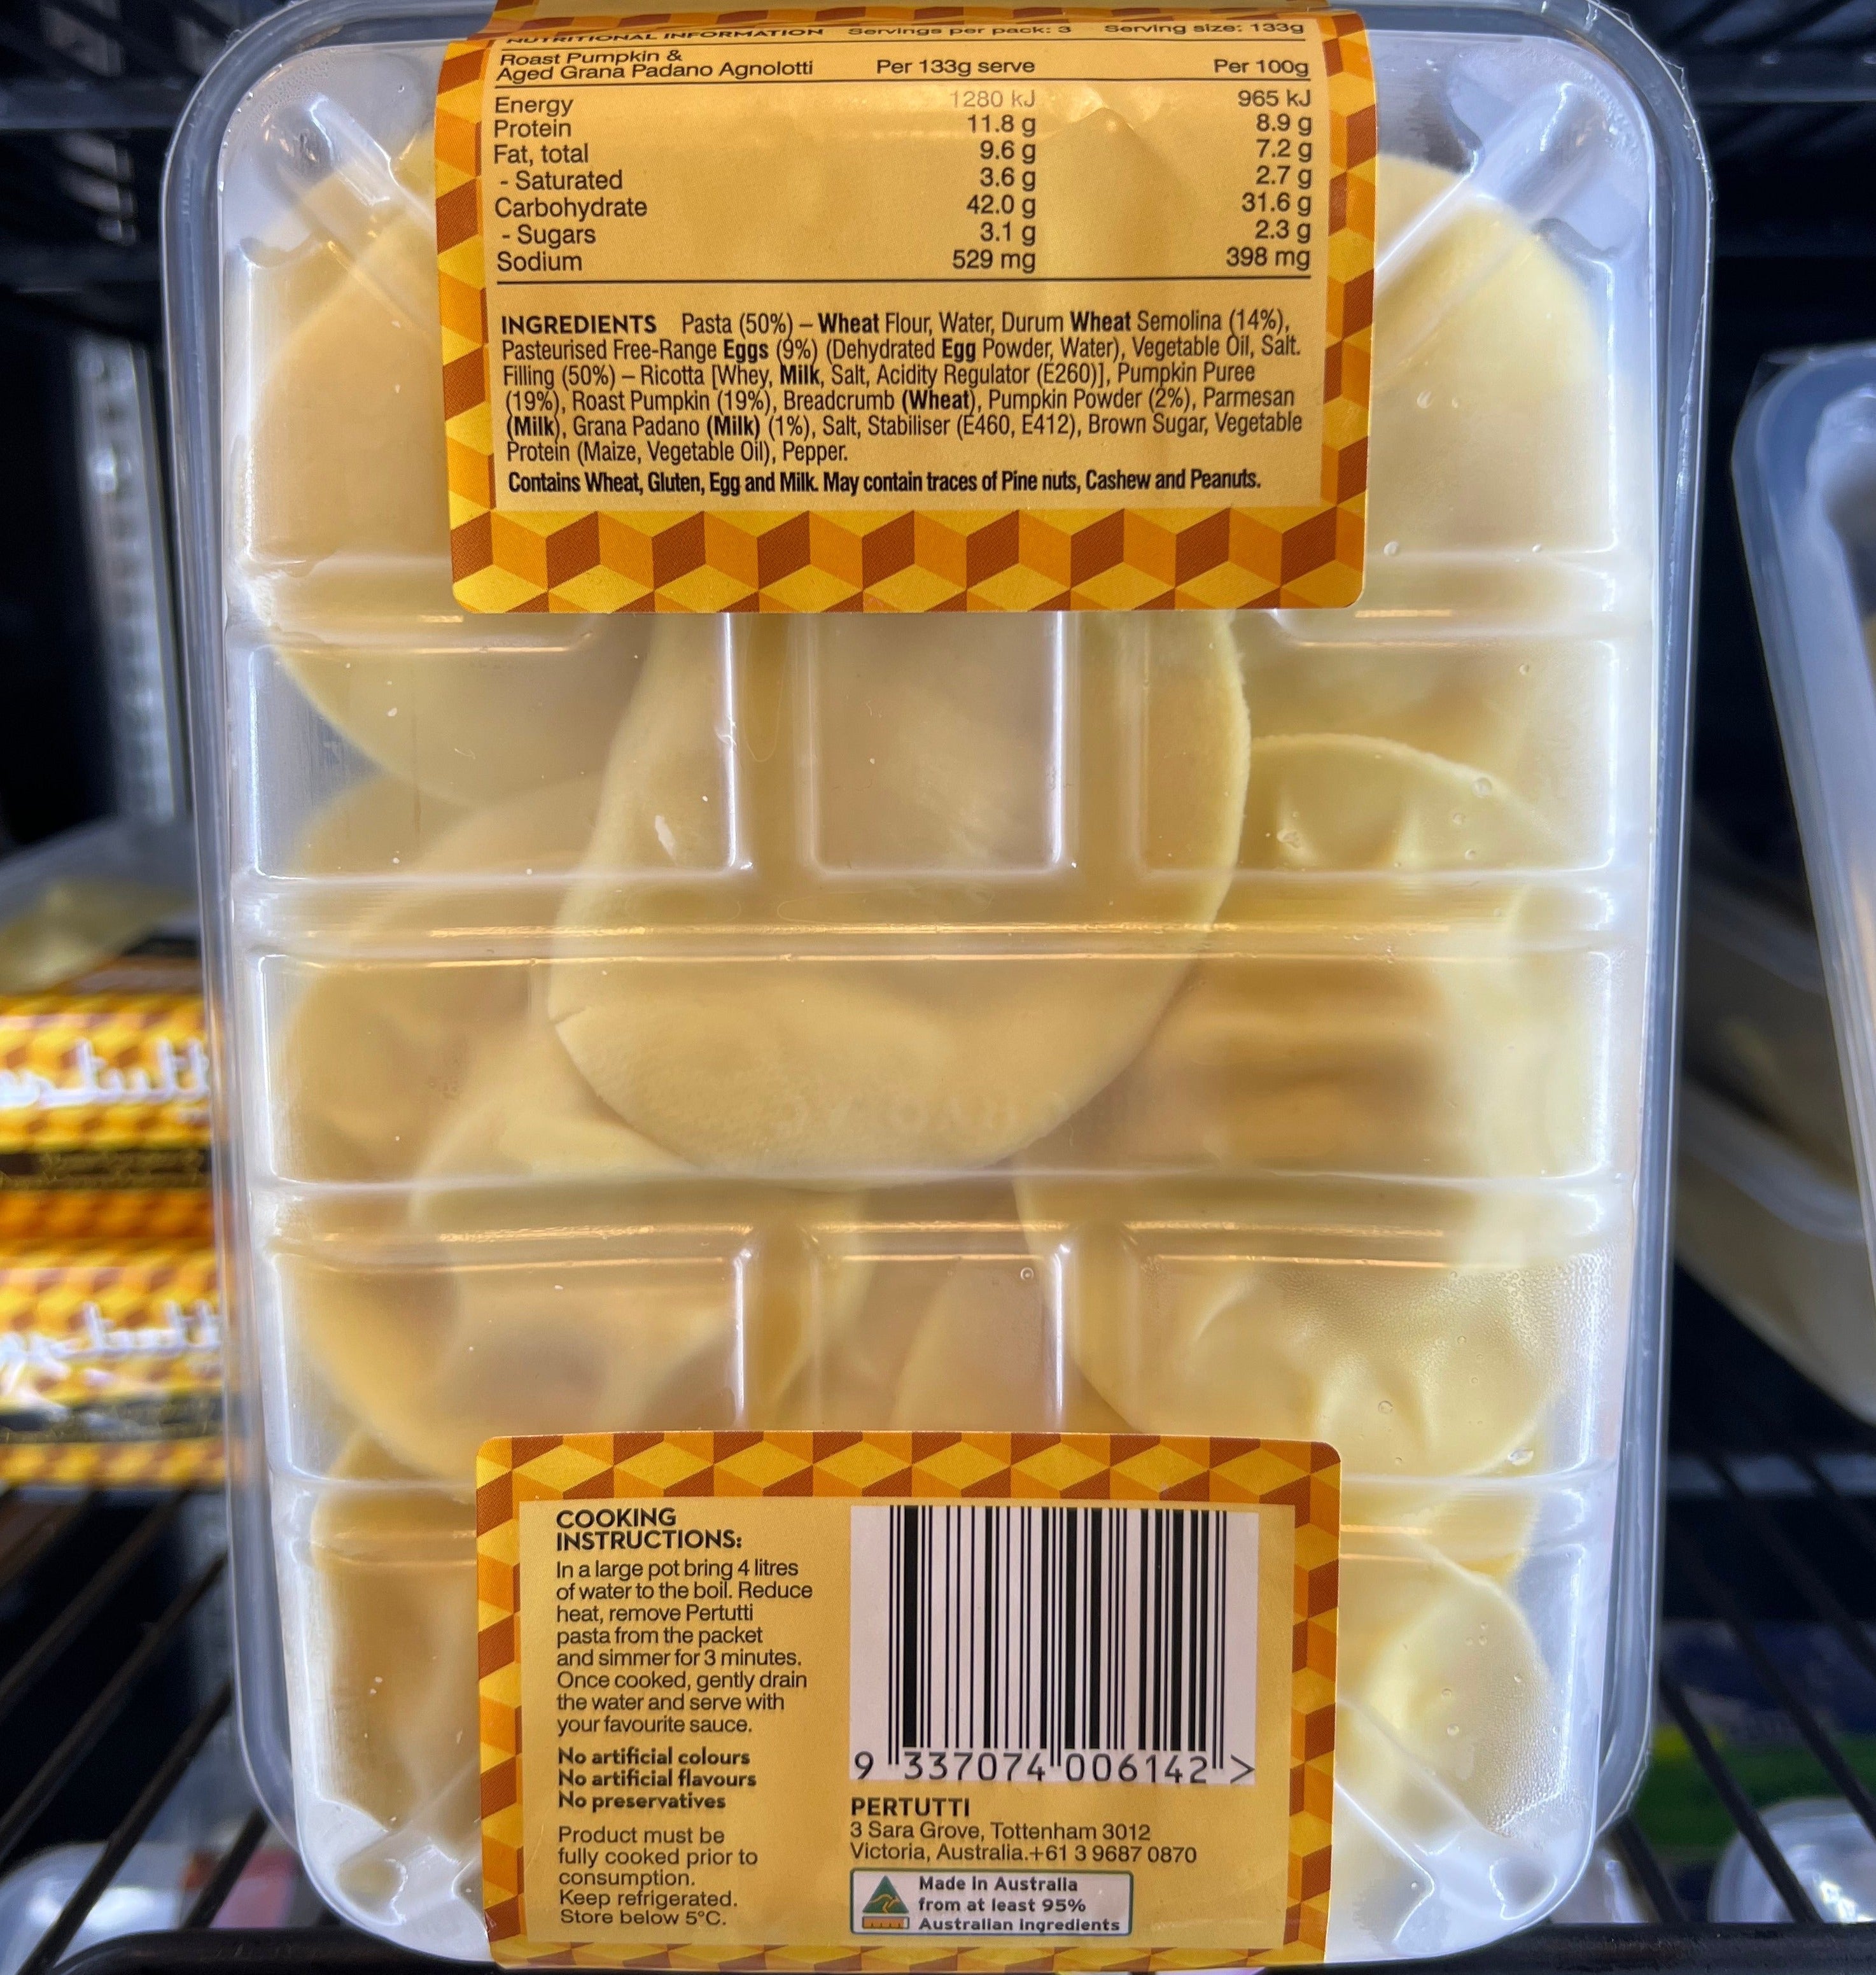 NUTRITIONAL INFORMATION Servings per pack: 3 Serving size: 133g
Roast Pumpkin &
Aged Grana Padano Agnolotti Per 133g serve Per 100g
Energy 1280 kJ 965 kJ
Protein 11.8 g 8.9 g
Fat, total 9.6 g 7.2 g
- Saturated 3.6 g 2.7 g
Carbohydrate 42.0 g 31.6 g
- Sugars 3.1 g 2.3 g
Sodium 529 mg 398 mg
INGREDIENTS Pasta (50%) – Wheat Flour, Water, Durum Wheat Semolina (14%),
Pasteurised Free-Range Eggs (9%) (Dehydrated Egg Powder, Water), Vegetable Oil, Salt.
Filling (50%) – Ricotta [Whey, Milk, Salt, Acidity Regulator (E260)], Pumpkin Puree
(19%), Roast Pumpkin (19%), Breadcrumb (Wheat), Pumpkin Powder (2%), Parmesan
(Milk), Grana Padano (Milk) (1%), Salt, Stabiliser (E460, E412), Brown Sugar, Vegetable
Protein (Maize, Vegetable Oil), Pepper.
Contains Wheat, Gluten, Egg and Milk. May contain traces of Pine nuts, Cashew and Peanuts.
COOKING
INSTRUCTIONS:
In a large pot bring 4 litres
of water to the boil. Reduce
heat, remove Pertutti
pasta from the packet
and simmer for 3 minutes.
Once cooked, gently drain
the water and serve with
your favourite sauce.
No artificial colours
No artificial flavours
No preservatives
Product must be
fully cooked prior to
consumption.
Keep refrigerated.
Store below 5°C.
9 337074 006142 >
PERTUTTI
3 Sara Grove, Tottenham 3012
Victoria, Australia.+61 3 9687 0870
Made in Australia
from at least 95%
Australian ingredients